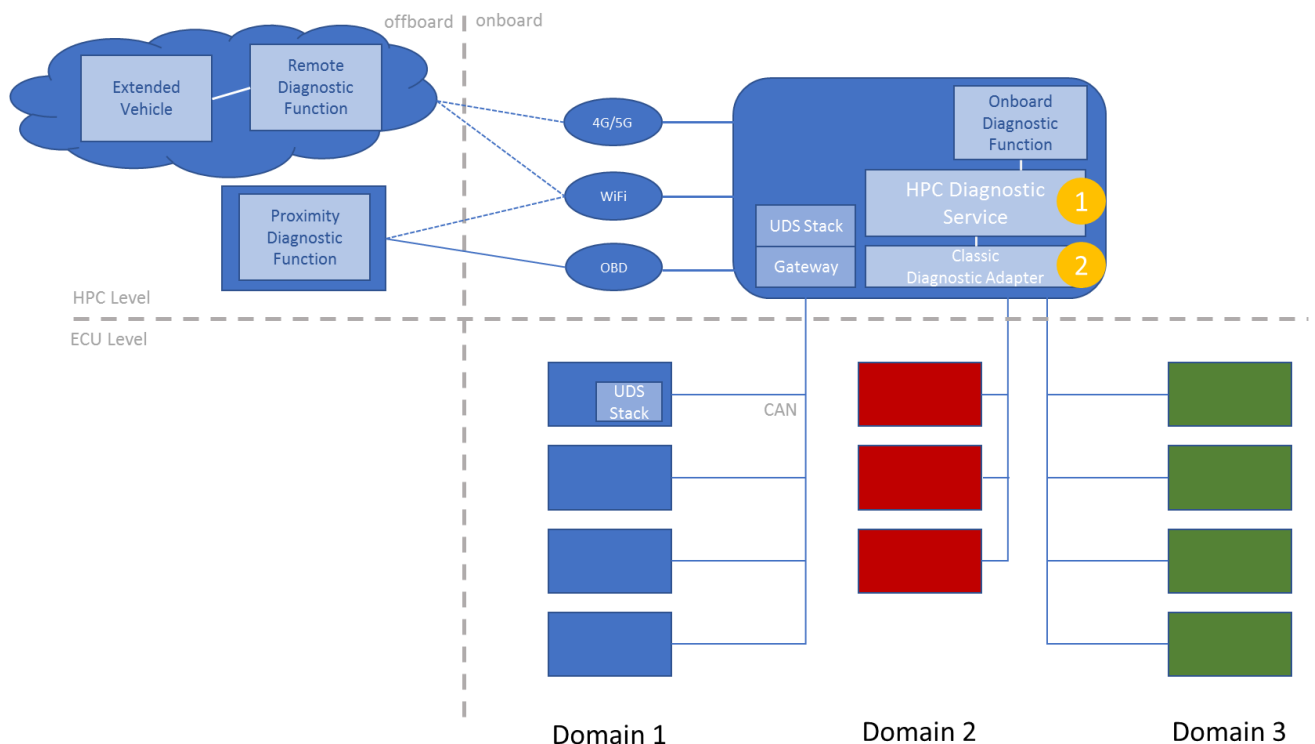 offboard
onboard
Extended
Vehicle
Remote
Diagnostic
Function
4G/5G
Onboard
Diagnostic
Function
WiFi
HPC Diagnostic
Service
1
Proximity
Diagnostic
Function
UDS Stack
OBD
Gateway
Classic
Diagnostic Adapter
2
HPC Level
ECU Level
UDS
Stack
CAN
Domain 1
Domain 2
Domain 3